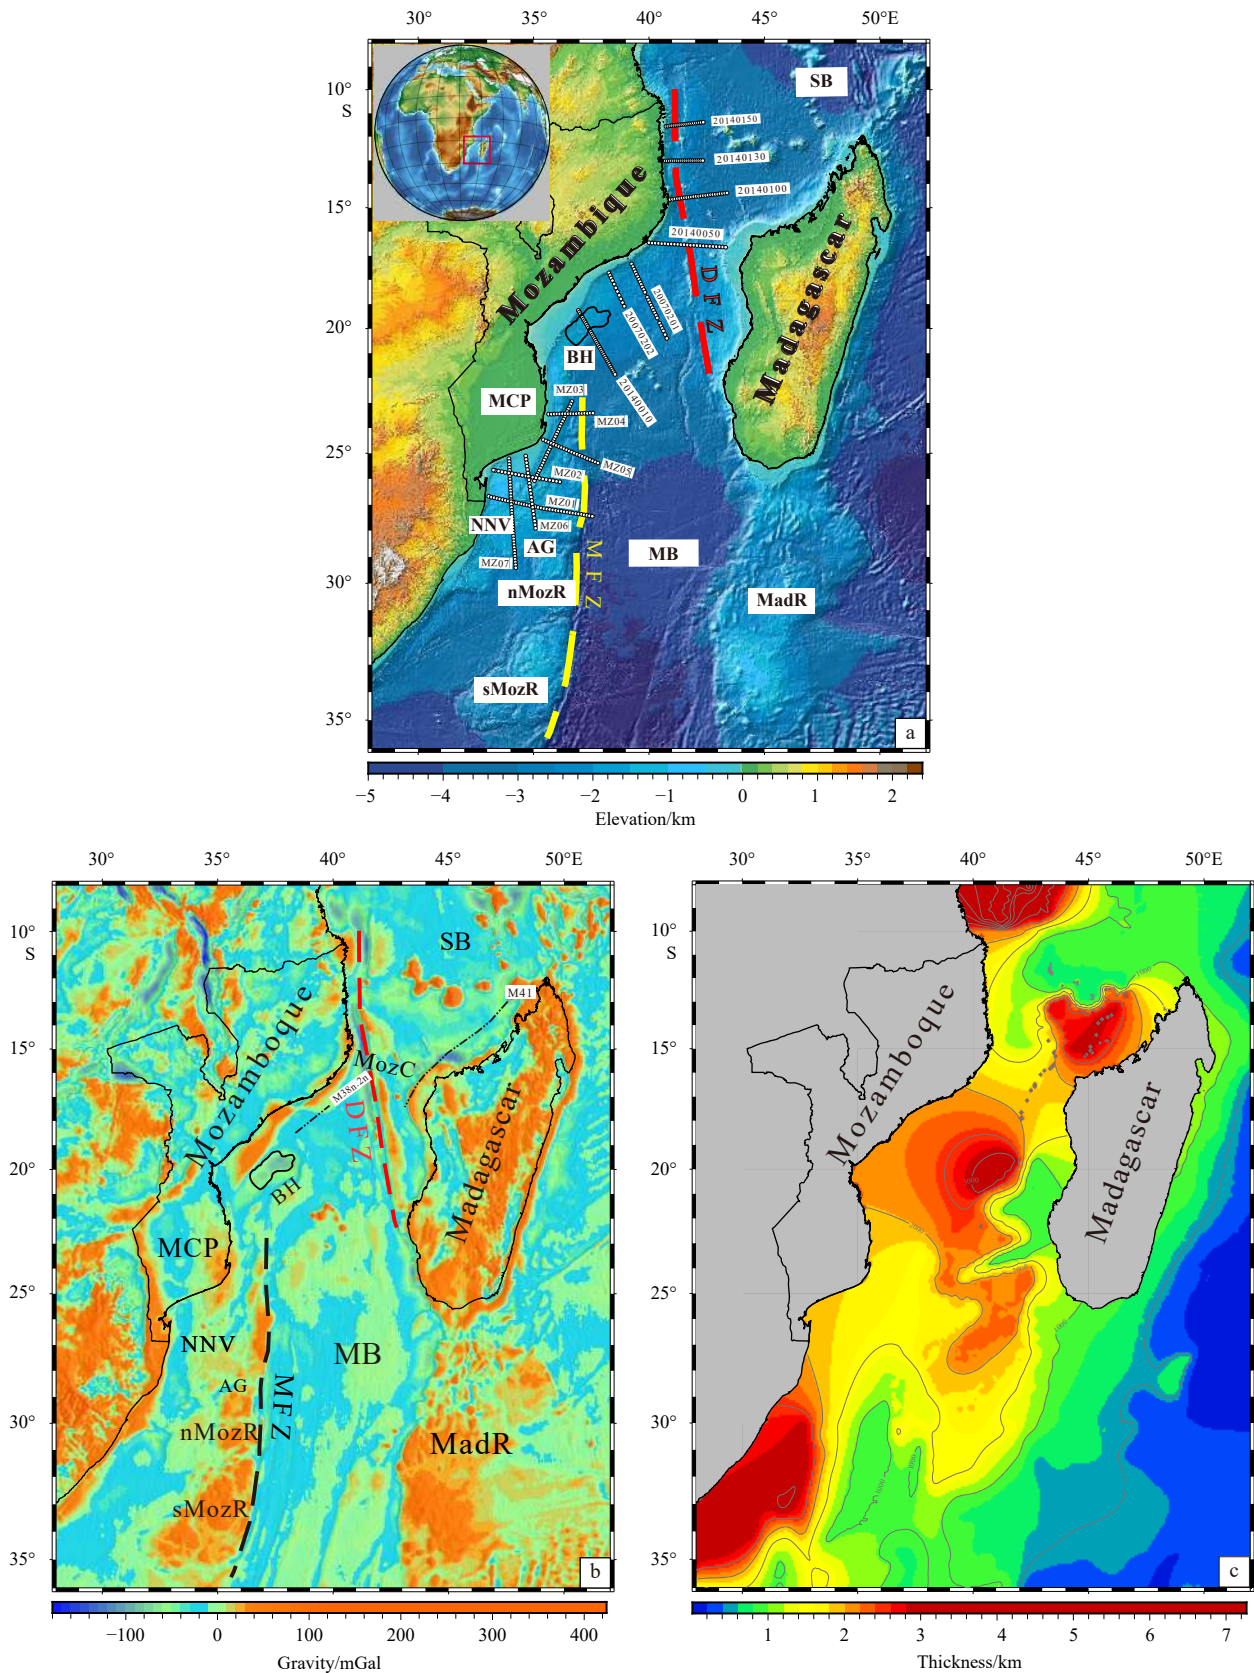 30° 35° 40° 45° 50°E
10°
S
15°
20°
25°
30°
35°
SB
20140150
20140130
20140100
20140050
Mozambique
Madagascar
DFZ
20070201
20070202
BH
20140010
MZ03
MCP
MZ04
MZ05
MZ02
MZ01
NNV
MZ06
AG
MZ07
MFZ
MB
nMozR
MadR
sMozR
a
−5 −4 −3 −2 −1 0 1 2
Elevation/km
30° 35° 40° 45° 50°E
10°
S
15°
20°
25°
30°
35°
SB
M41
Mozamboque
MozC
M38n.2n
DFZ
Madagascar
BH
MCP
NNV
MB
AG
MFZ
nMozR
MadR
sMozR
b
−100 0 100 200 300 400
Gravity/mGal
30° 35° 40° 45° 50°E
10°
S
15°
20°
25°
30°
35°
1000
Mozamboque
Madagascar
1000
c
1 2 3 4 5 6 7
Thickness/km